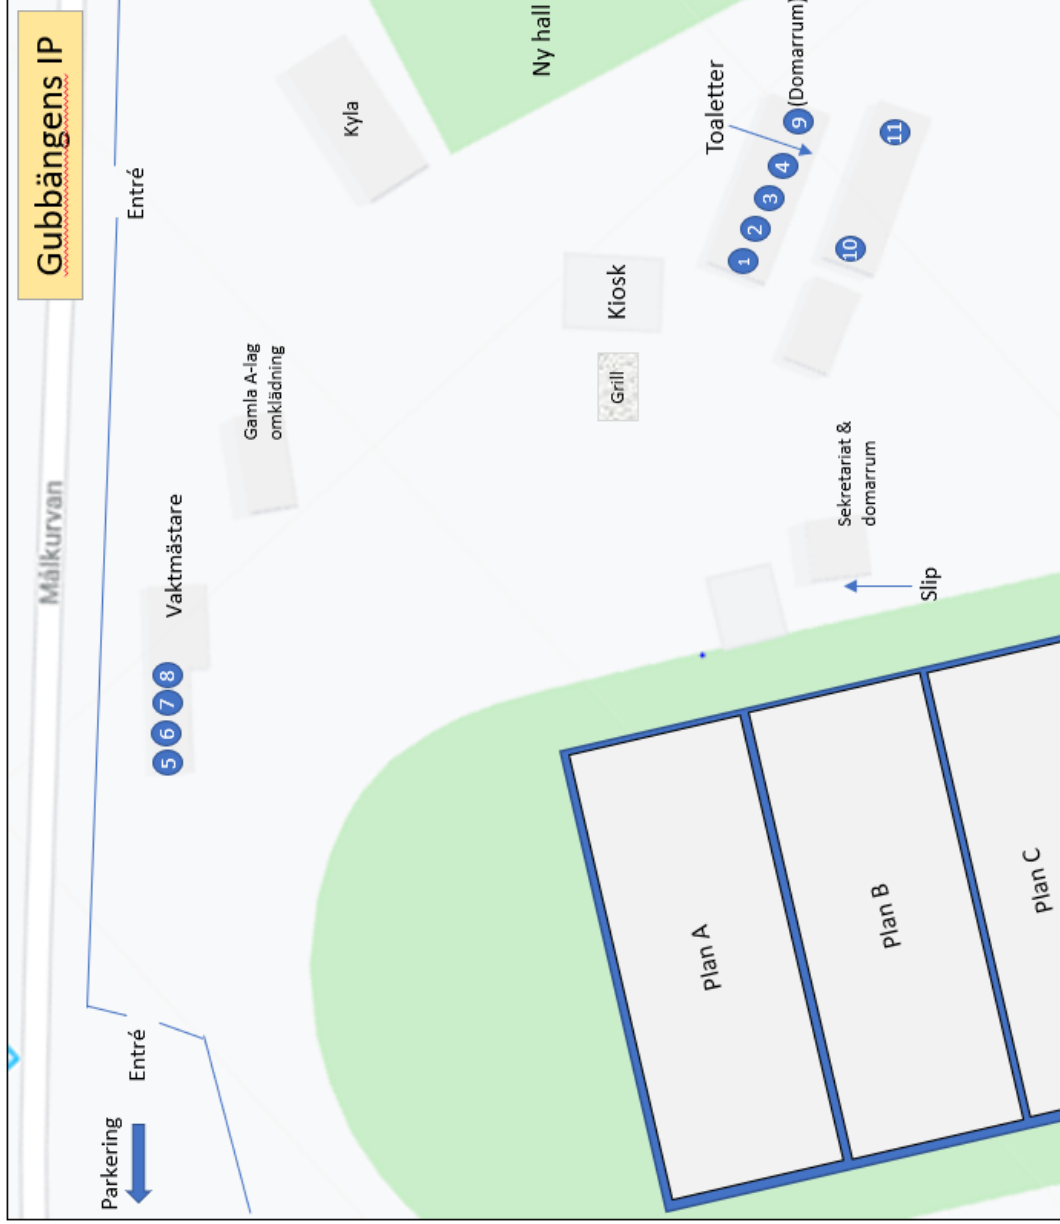 Gubbängens IP
Målkurvan
Parkering
Entré
Entré
5
6
7
8
Vaktmästare
Gamla A-lag
omklädning
Kyla
Ny hall
Grill
Kiosk
Toaletter
1
2
3
4
9
(Domarrum)
10
11
Sekretariat &
domarrum
Slip
Plan A
Plan B
Plan C